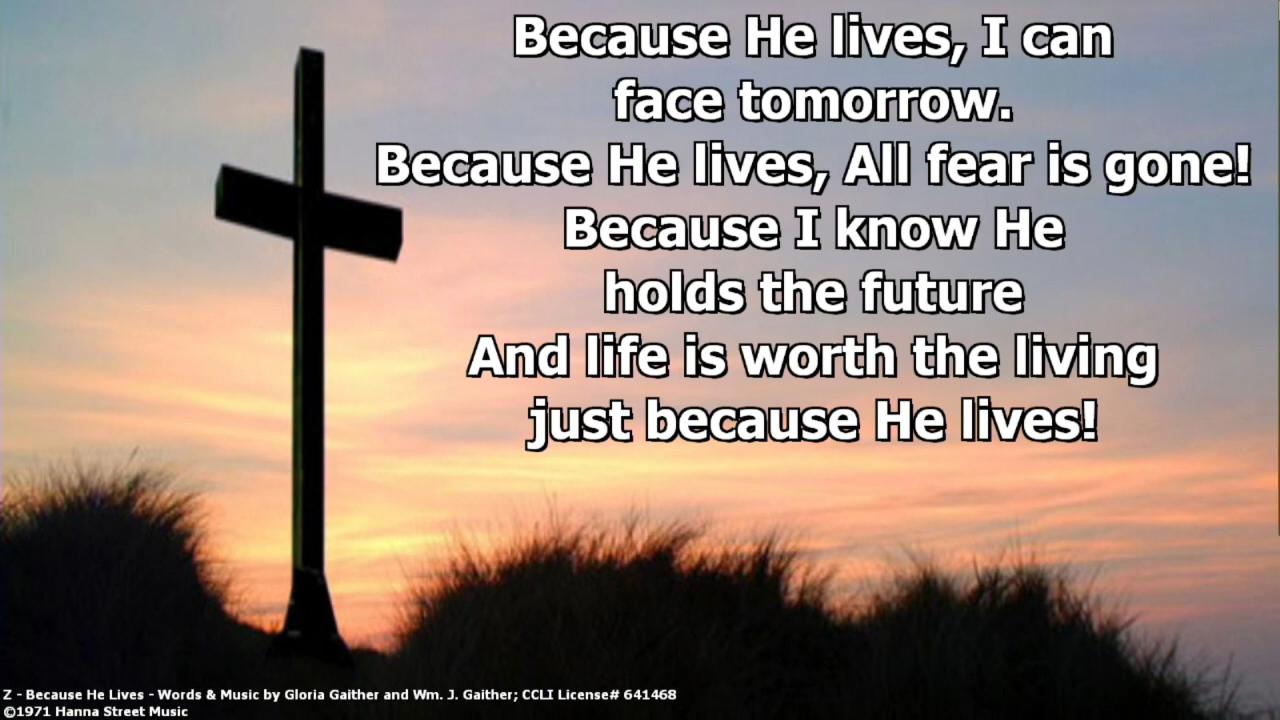 Because He lives, I can
face tomorrow.
Because He lives, All fear is gone!
Because I know He
holds the future
And life is worth the living
just because He lives!
Z - Because He Lives - Words & Music by Gloria Gaither and Wm. J. Gaither; CCLI License# 641468
©1971 Hanna Street Music